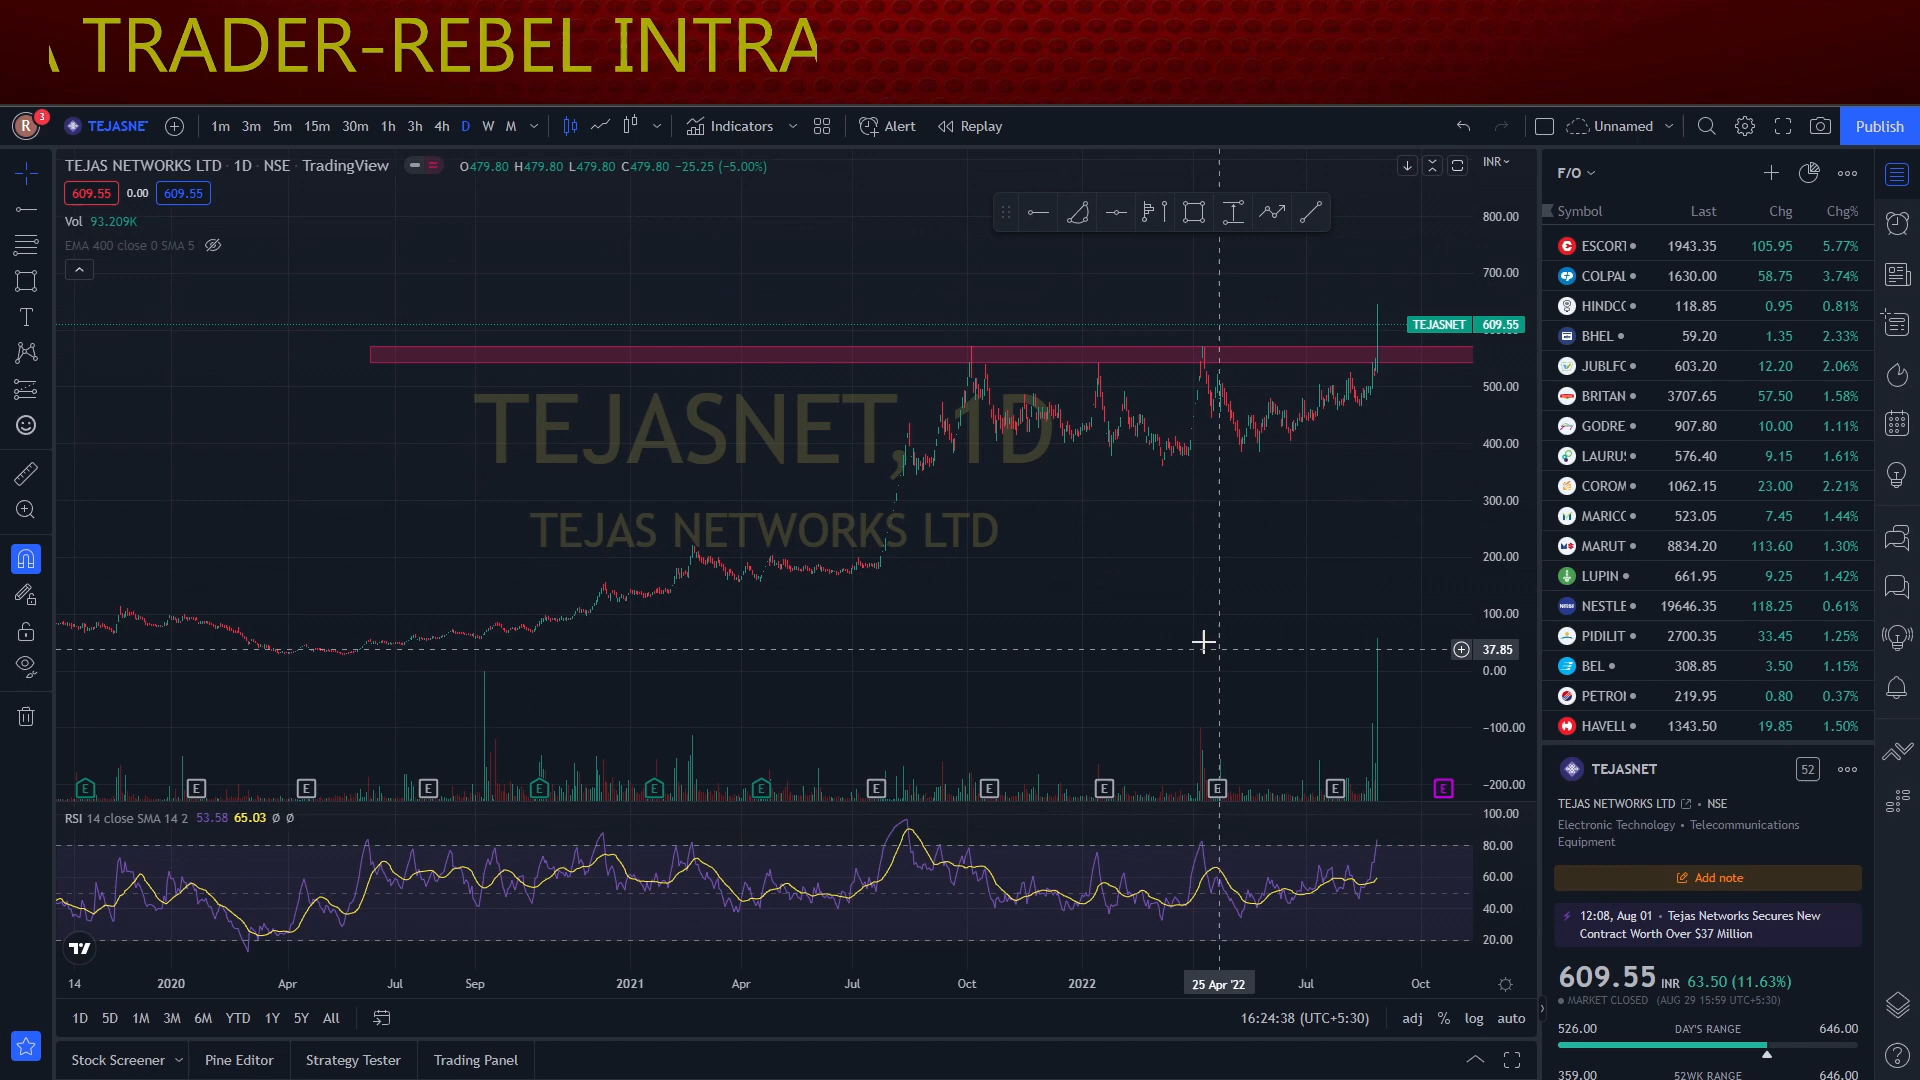 A TRADER-REBEL INTRA
R 3 TEJASNET 1m 3m 5m 15m 30m 1h 3h 4h D W M Indicators Alert Replay Unnamed Publish
TEJAS NETWORKS LTD · 1D · NSE · TradingView O479.80 H479.80 L479.80 C479.80 -25.25 (-5.00%) INR
609.55 0.00 609.55
Vol 93.209K
EMA 400 close 0 SMA 5
800.00
700.00
TEJASNET 609.55
500.00
400.00
300.00
200.00
100.00
37.85
0.00
-100.00
-200.00
TEJASNET, 1D
TEJAS NETWORKS LTD
E E E E E E E E E E E E E
RSI 14 close SMA 14 2 53.58 65.03 Ø Ø
100.00
80.00
60.00
40.00
20.00
14 2020 Apr Jul Sep 2021 Apr Jul Oct 2022 25 Apr '22 Jul Oct
1D 5D 1M 3M 6M YTD 1Y 5Y All 16:24:38 (UTC+5:30) adj % log auto
Stock Screener Pine Editor Strategy Tester Trading Panel
F/O
Symbol Last Chg Chg%
ESCORT 1943.35 105.95 5.77%
COLPAL 1630.00 58.75 3.74%
HINDCO 118.85 0.95 0.81%
BHEL 59.20 1.35 2.33%
JUBLFC 603.20 12.20 2.06%
BRITAN 3707.65 57.50 1.58%
GODRE 907.80 10.00 1.11%
LAURUS 576.40 9.15 1.61%
COROM 1062.15 23.00 2.21%
MARICO 523.05 7.45 1.44%
MARUT 8834.20 113.60 1.30%
LUPIN 661.95 9.25 1.42%
NESTLE 19646.35 118.25 0.61%
PIDILIT 2700.35 33.45 1.25%
BEL 308.85 3.50 1.15%
PETRON 219.95 0.80 0.37%
HAVELL 1343.50 19.85 1.50%
TEJASNET 52
TEJAS NETWORKS LTD • NSE
Electronic Technology • Telecommunications
Equipment
Add note
12:08, Aug 01 • Tejas Networks Secures New
Contract Worth Over $37 Million
609.55 INR 63.50 (11.63%)
MARKET CLOSED (AUG 29 15:59 UTC+5:30)
526.00 DAY'S RANGE 646.00
359.00 52WK RANGE 646.00